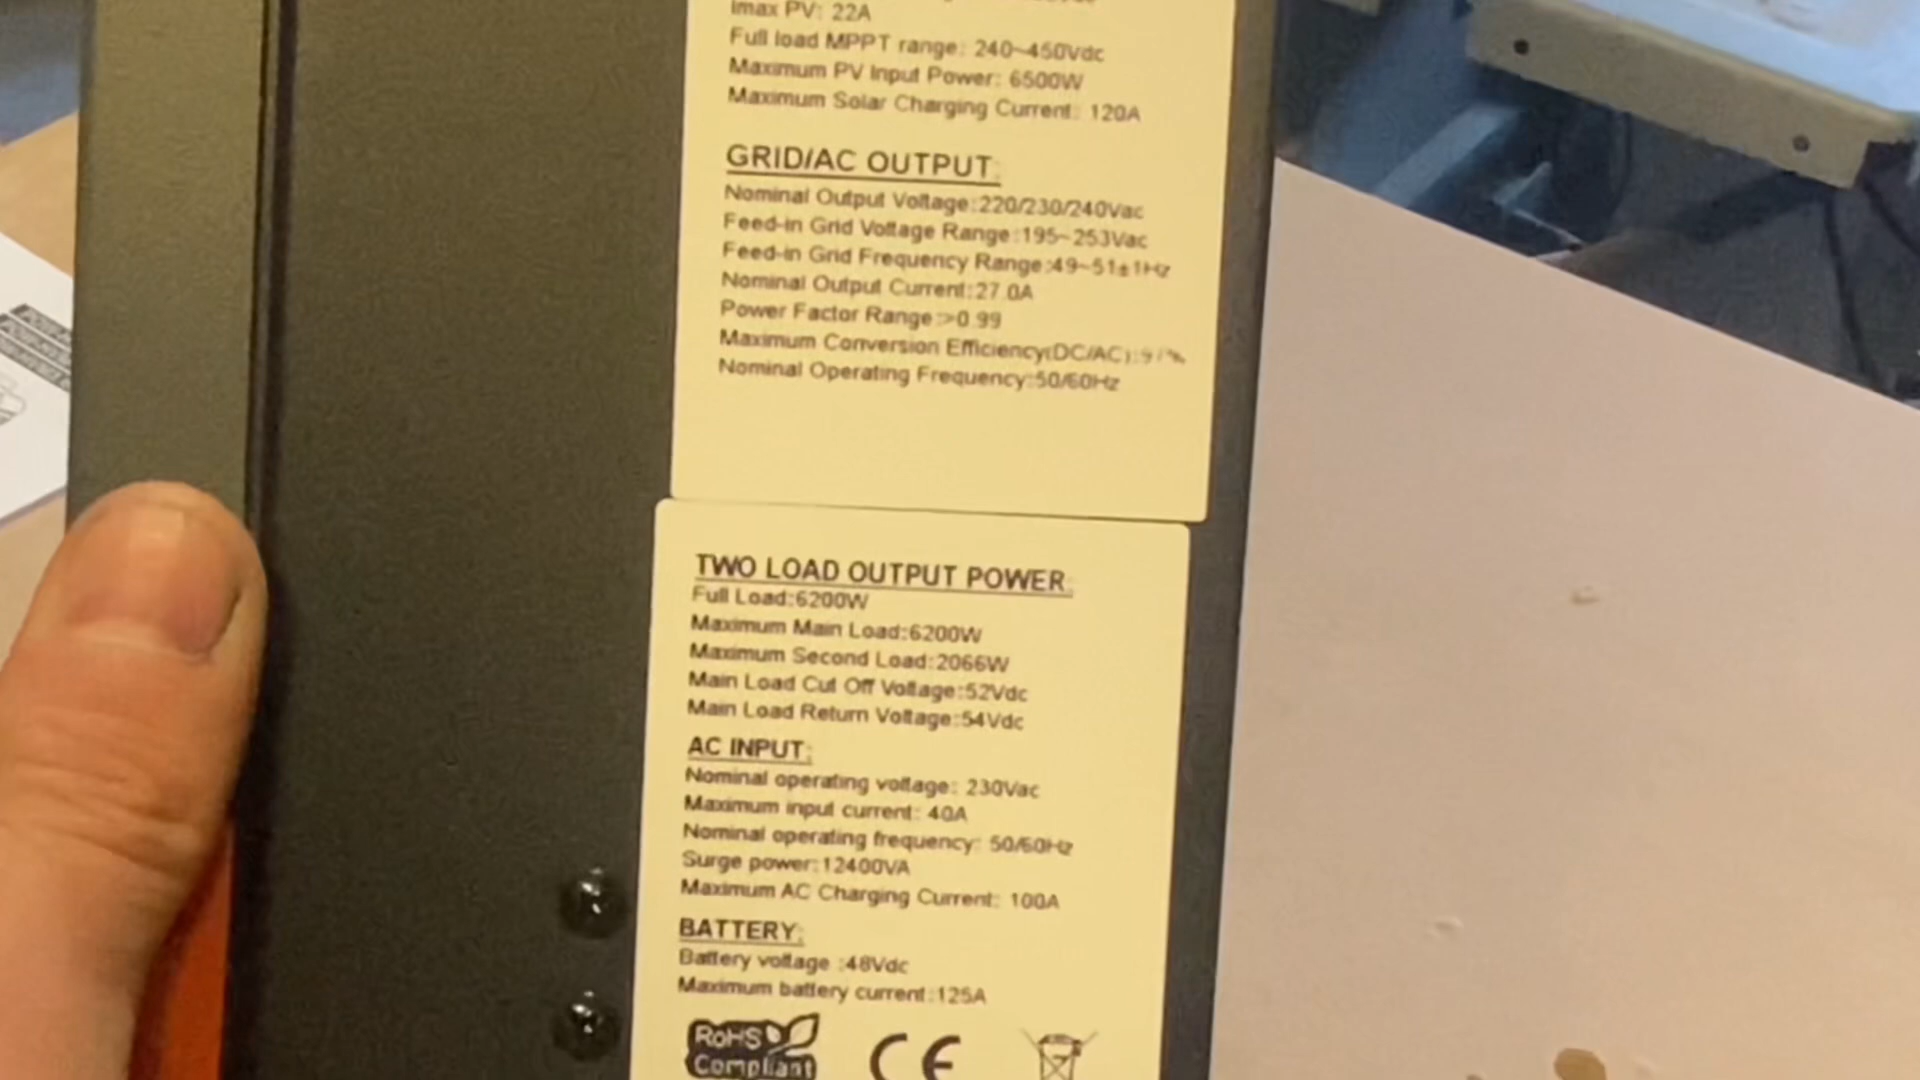 Imax PV: 22A
Full load MPPT range: 240~450Vdc
Maximum PV Input Power: 6500W
Maximum Solar Charging Current: 120A
GRID/AC OUTPUT:
Nominal Output Voltage:220/230/240Vac
Feed-in Grid Voltage Range:195~253Vac
Feed-in Grid Frequency Range:49~51±1Hz
Nominal Output Current:27.0A
Power Factor Range:>0.99
Maximum Conversion Efficiency(DC/AC):97%
Nominal Operating Frequency:50/60Hz
TWO LOAD OUTPUT POWER:
Full Load:6200W
Maximum Main Load:6200W
Maximum Second Load:2066W
Main Load Cut Off Voltage:52Vdc
Main Load Return Voltage:54Vdc
AC INPUT:
Nominal operating voltage: 230Vac
Maximum input current: 40A
Nominal operating frequency: 50/60Hz
Surge power:12400VA
Maximum AC Charging Current: 100A
BATTERY:
Battery voltage :48Vdc
Maximum battery current:125A
RoHS
Compliant
CE